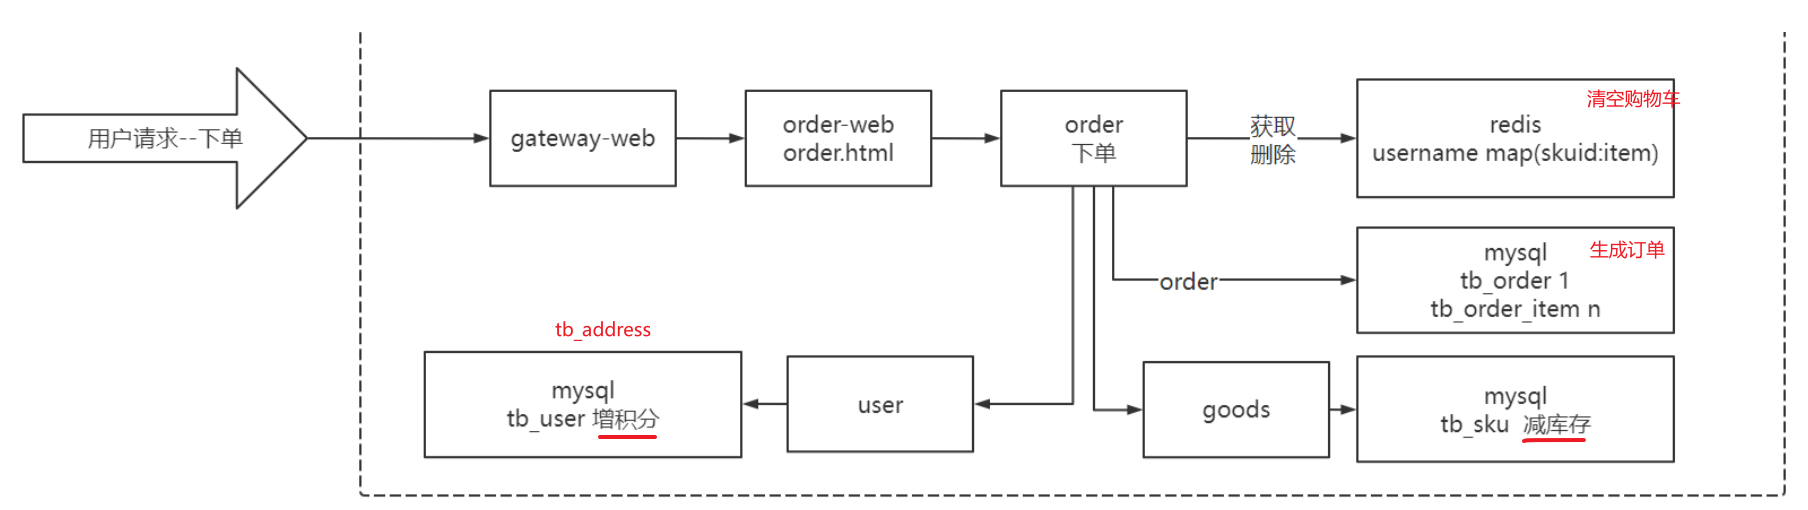 用户请求--下单
gateway-web
order-web
order.html
order
下单
获取
删除
清空购物车
redis
username map(skuid:item)
order
生成订单
mysql
tb_order 1
tb_order_item n
tb_address
mysql
tb_user 增积分
user
goods
mysql
tb_sku 减库存